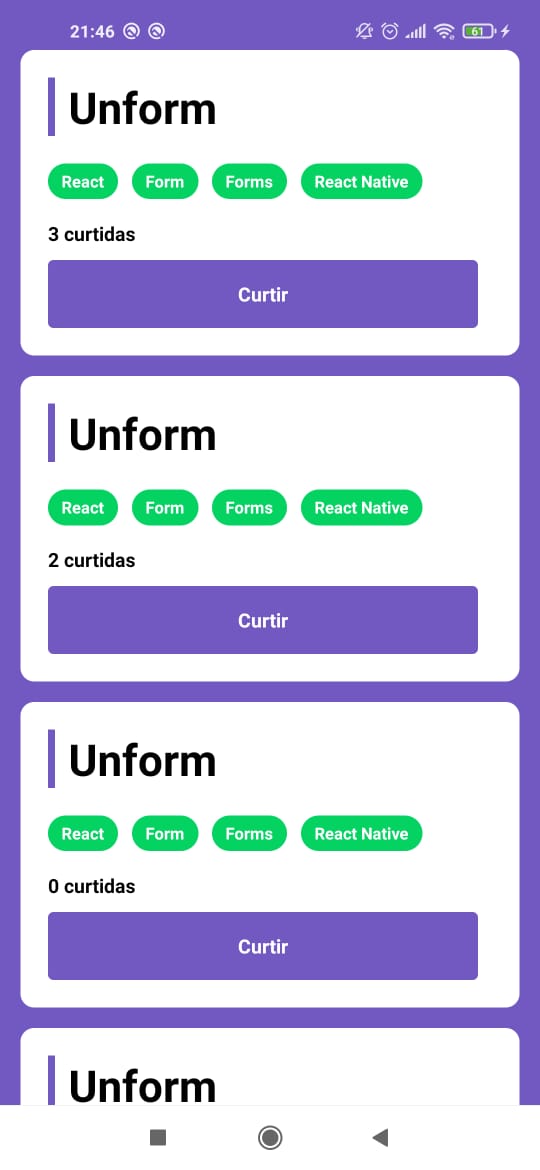 21:46 61
Unform
React Form Forms React Native
3 curtidas
Curtir
Unform
React Form Forms React Native
2 curtidas
Curtir
Unform
React Form Forms React Native
0 curtidas
Curtir
Unform